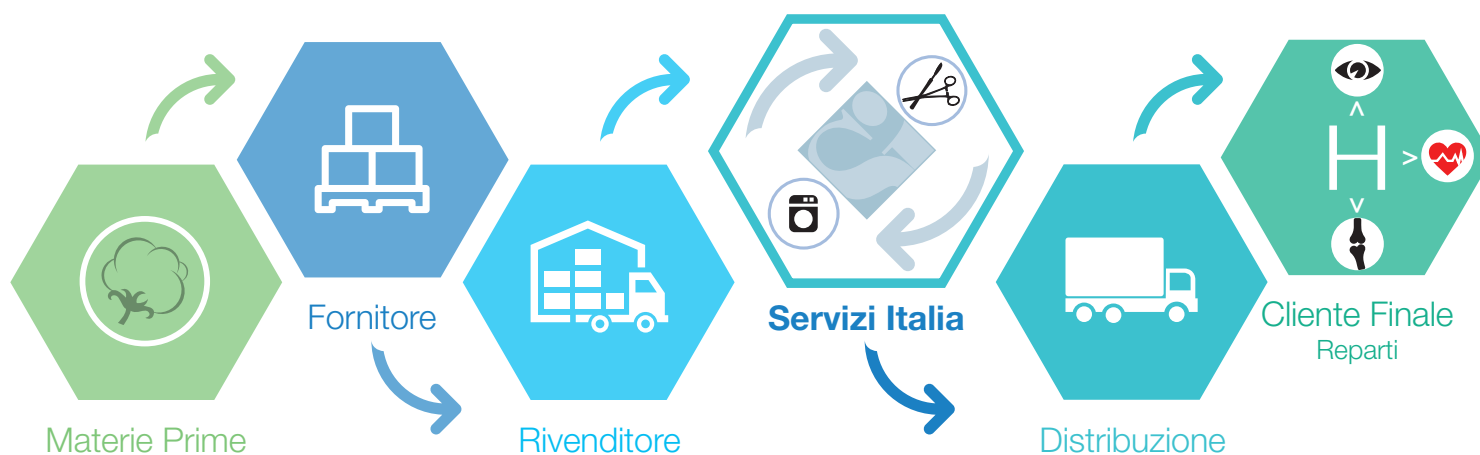 Materie Prime
Fornitore
Rivenditore
Servizi Italia
Distribuzione
H
>
>
>
Cliente Finale
Reparti